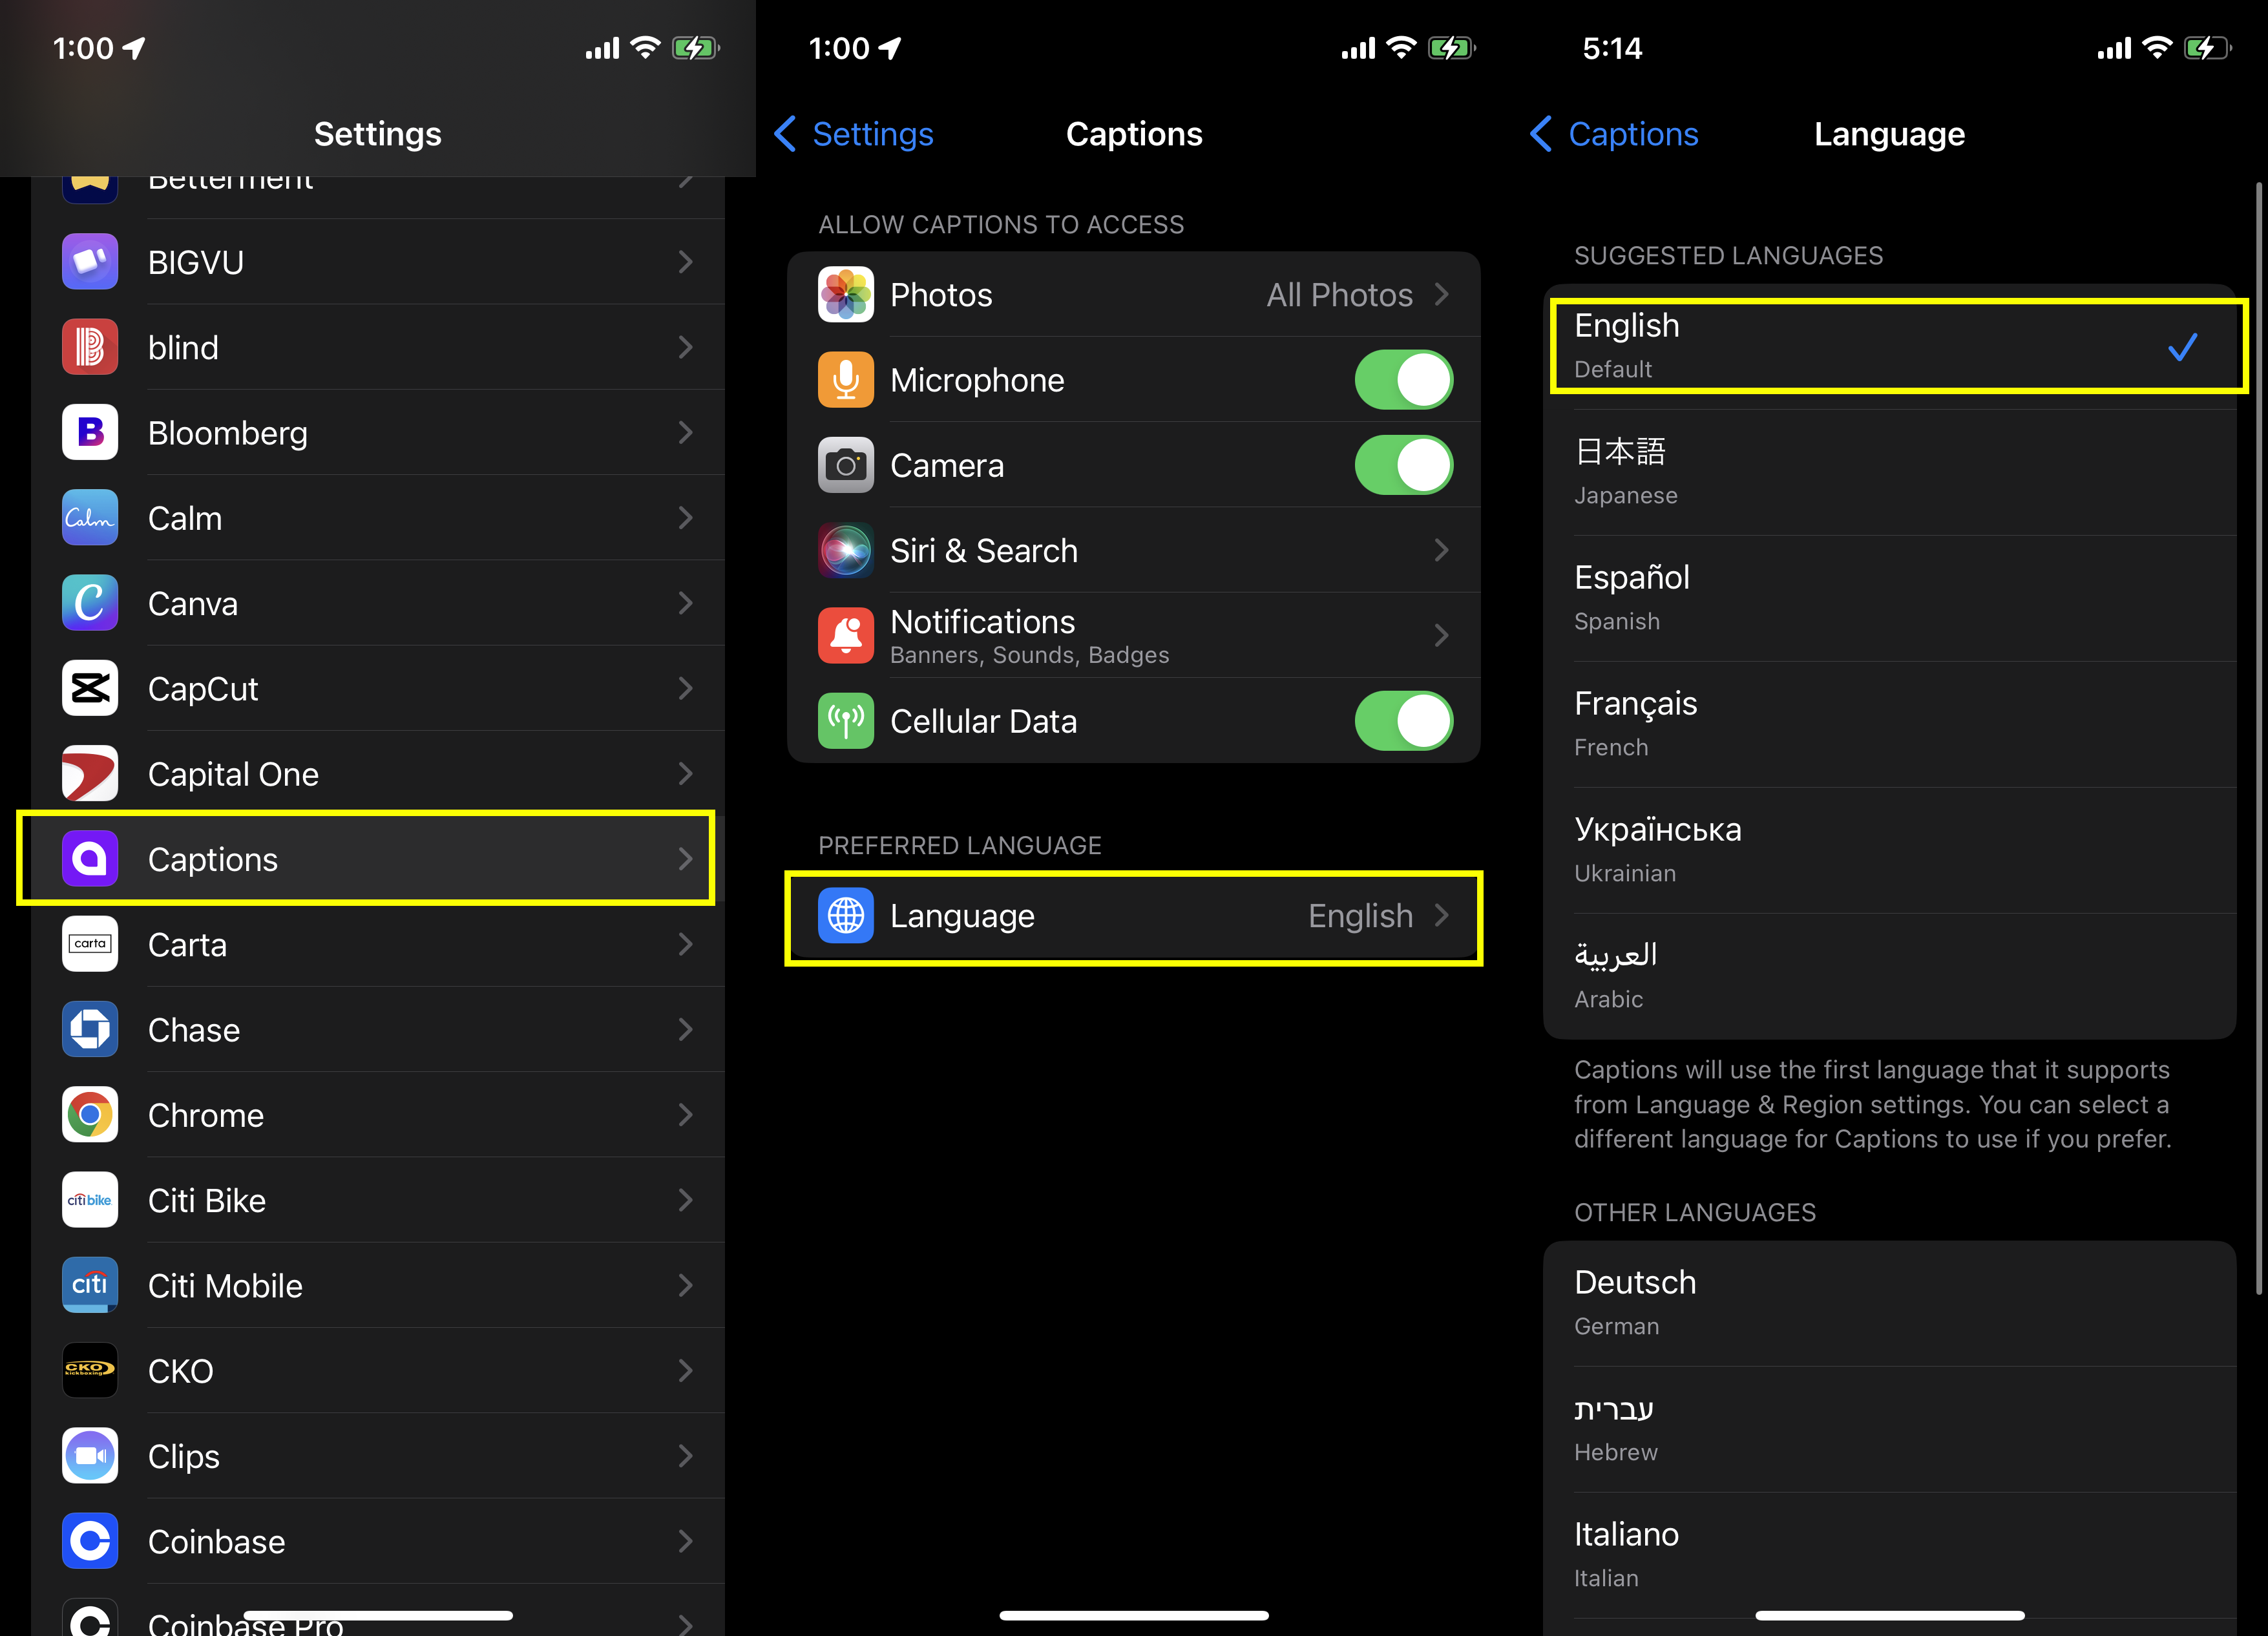 1:00
Settings
Betterment
BIGVU
blind
Bloomberg
Calm
Calm
Canva
CapCut
Capital One
Captions
carta
Carta
Chase
Chrome
citi bike
Citi Bike
citi
Citi Mobile
CKO
kickboxing
CKO
Clips
Coinbase
Coinbase Pro
1:00
Settings
Captions
ALLOW CAPTIONS TO ACCESS
Photos All Photos
Microphone
Camera
Siri & Search
Notifications
Banners, Sounds, Badges
Cellular Data
PREFERRED LANGUAGE
Language English
5:14
Captions
Language
SUGGESTED LANGUAGES
English
Default
日本語
Japanese
Español
Spanish
Français
French
Українська
Ukrainian
العربية
Arabic
Captions will use the first language that it supports
from Language & Region settings. You can select a
different language for Captions to use if you prefer.
OTHER LANGUAGES
Deutsch
German
עברית
Hebrew
Italiano
Italian